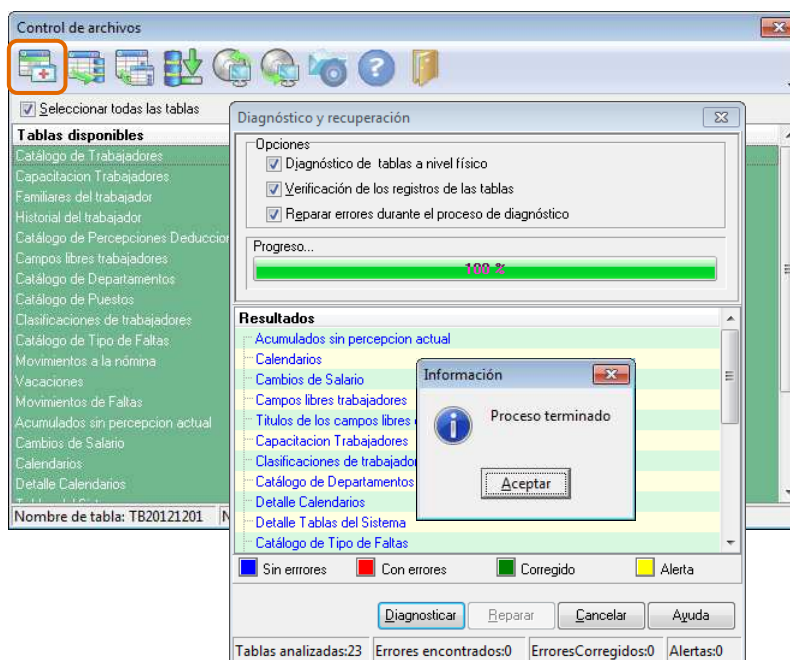 Control de archivos
Seleccionar todas las tablas
Tablas disponibles
Catálogo de Trabajadores
Capacitacion Trabajadores
Familiares del trabajador
Historial del trabajador
Catálogo de Percepciones Deduccior
Campos libres trabajadores
Catálogo de Departamentos
Catálogo de Puestos
Clasificaciones de trabajadores
Catálogo de Tipo de Faltas
Movimientos a la nómina
Vacaciones
Movimientos de Faltas
Acumulados sin percepcion actual
Cambios de Salario
Calendarios
Detalle Calendarios
Nombre de tabla: TB20121201
N
Diagnóstico y recuperación
Opciones
Diagnóstico de tablas a nivel físico
Verificación de los registros de las tablas
Reparar errores durante el proceso de diagnóstico
Progreso...
100 %
Resultados
Acumulados sin percepcion actual
Calendarios
Cambios de Salario
Campos libres trabajadores
Titulos de los campos libres
Capacitacion Trabajadores
Clasificaciones de trabajador
Catálogo de Departamentos
Detalle Calendarios
Detalle Tablas del Sistema
Catálogo de Tipo de Faltas
Información
Proceso terminado
Aceptar
Sin errrores Con errores Corregido Alerta
Diagnosticar Reparar Cancelar Ayuda
Tablas analizadas:23 Errores encontrados:0 ErroresCorregidos:0 Alertas:0